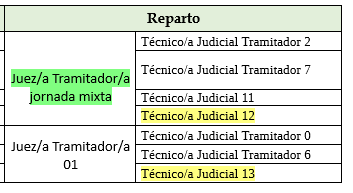 Reparto
Juez/a Tramitador/a
jornada mixta
Técnico/a Judicial Tramitador 2
Técnico/a Judicial Tramitador 7
Técnico/a Judicial 11
Técnico/a Judicial 12
Juez/a Tramitador/a
01
Técnico/a Judicial Tramitador 0
Técnico/a Judicial Tramitador 6
Técnico/a Judicial 13